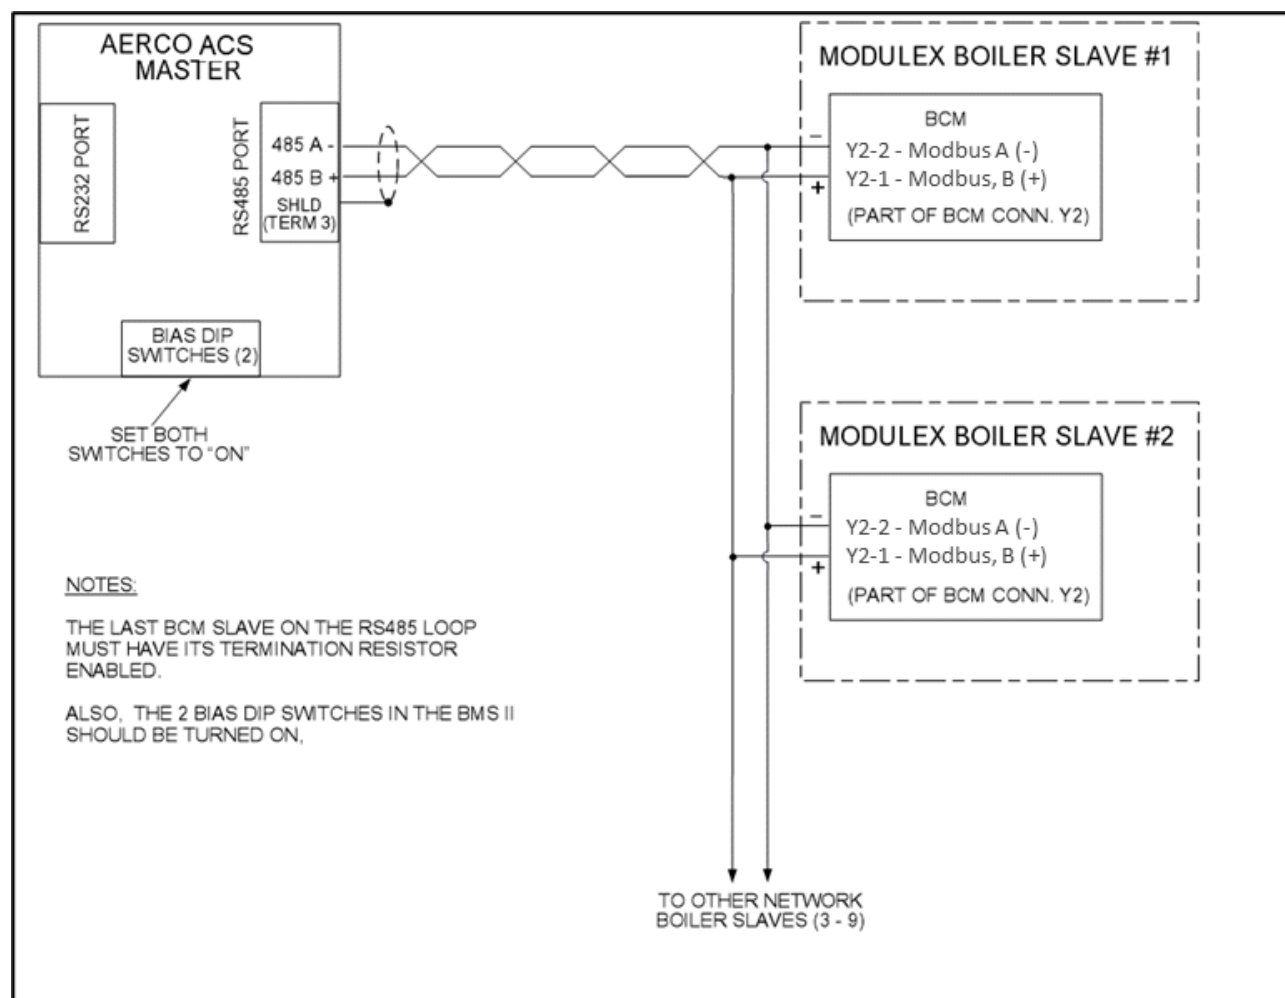 AERCO ACS
MASTER
RS232 PORT
RS485 PORT
485 A -
485 B +
SHLD
(TERM 3)
BIAS DIP
SWITCHES (2)
SET BOTH
SWITCHES TO "ON"
MODULEX BOILER SLAVE #1
BCM
–
Y2-2 - Modbus A (-)
Y2-1 - Modbus, B (+)
+
(PART OF BCM CONN. Y2)
MODULEX BOILER SLAVE #2
BCM
–
Y2-2 - Modbus A (-)
Y2-1 - Modbus, B (+)
+
(PART OF BCM CONN. Y2)
NOTES:
THE LAST BCM SLAVE ON THE RS485 LOOP
MUST HAVE ITS TERMINATION RESISTOR
ENABLED.
ALSO, THE 2 BIAS DIP SWITCHES IN THE BMS II
SHOULD BE TURNED ON,
TO OTHER NETWORK
BOILER SLAVES (3 - 9)